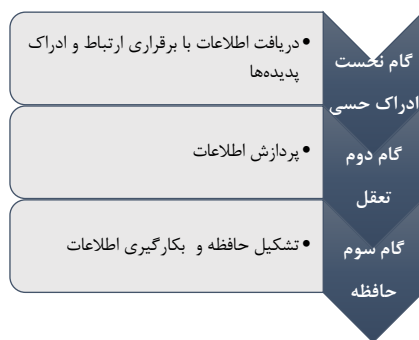 گام نخست
ادراک حسی
•دریافت اطلاعات با برقراری ارتباط و ادراک
پدیده‌ها
گام دوم
تعقل
•پردازش اطلاعات
گام سوم
حافظه
•تشکیل حافظه و بکارگیری اطلاعات